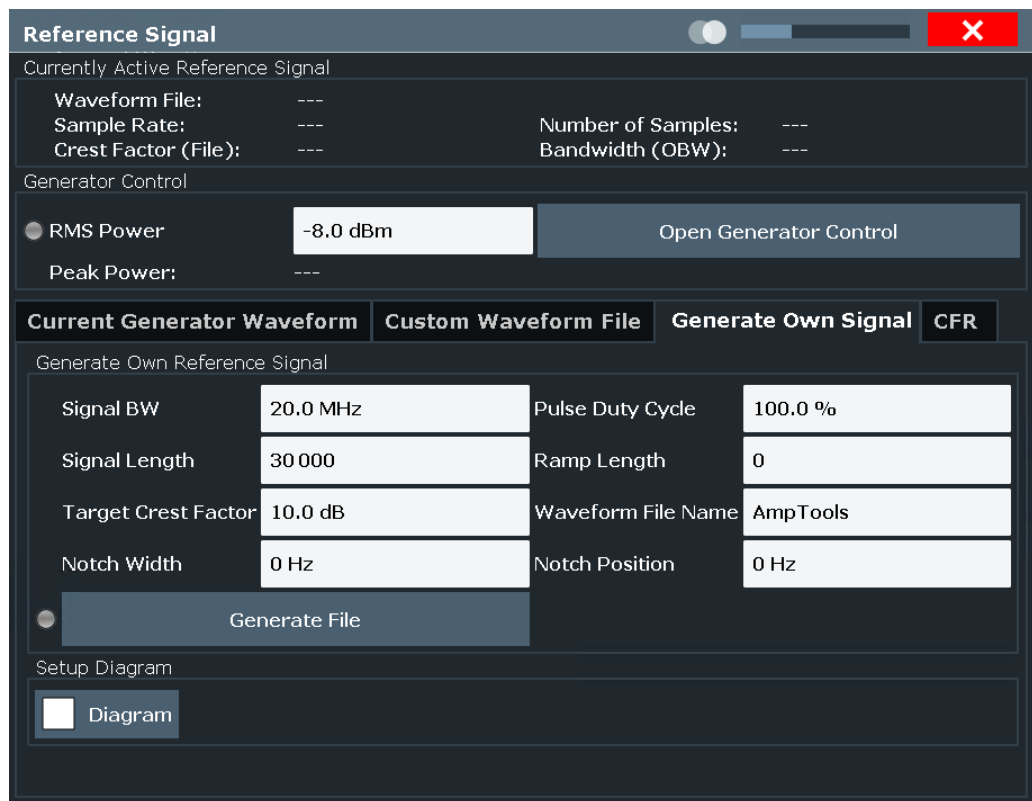 Reference Signal
Currently Active Reference Signal
Waveform File: ---
Sample Rate: --- Number of Samples: ---
Crest Factor (File): --- Bandwidth (OBW): ---
Generator Control
RMS Power -8.0 dBm Open Generator Control
Peak Power: ---
Current Generator Waveform Custom Waveform File Generate Own Signal CFR
Generate Own Reference Signal
Signal BW 20.0 MHz Pulse Duty Cycle 100.0 %
Signal Length 30 000 Ramp Length 0
Target Crest Factor 10.0 dB Waveform File Name AmpTools
Notch Width 0 Hz Notch Position 0 Hz
Generate File
Setup Diagram
Diagram